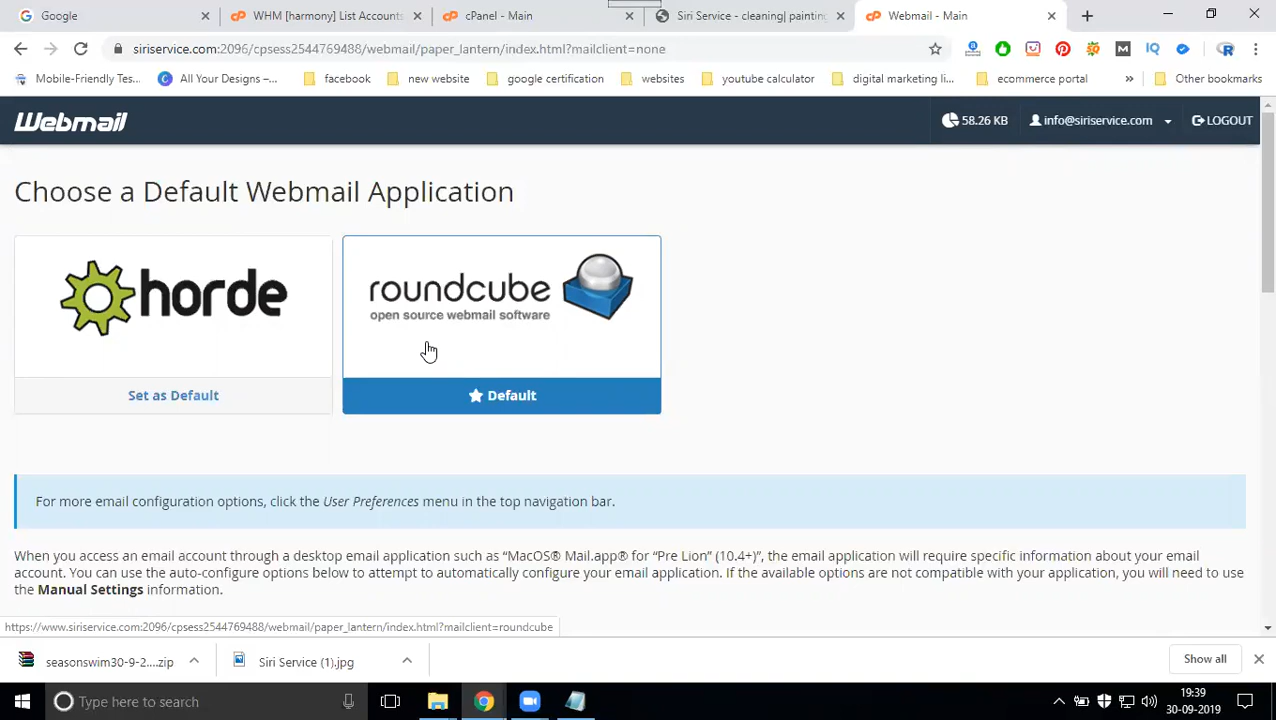 Google
WHM [harmony] List Accounts
cPanel - Main
Siri Service - cleaning| painting
Webmail - Main
siriservice.com:2096/cpsess2544769488/webmail/paper_lantern/index.html?mailclient=none
Mobile-Friendly Tes...
All Your Designs –...
facebook
new website
google certification
websites
youtube calculator
digital marketing li...
ecommerce portal
»
Other bookmarks
Webmail
58.26 KB
info@siriservice.com
LOGOUT
Choose a Default Webmail Application
horde
roundcube
open source webmail software
Set as Default
Default
For more email configuration options, click the User Preferences menu in the top navigation bar.
When you access an email account through a desktop email application such as “MacOS® Mail.app® for “Pre Lion” (10.4+)”, the email application will require specific information about your email
account. You can use the auto-configure options below to attempt to automatically configure your email application. If the available options are not compatible with your application, you will need to use
the Manual Settings information.
https://www.siriservice.com:2096/cpsess2544769488/webmail/paper_lantern/index.html?mailclient=roundcube
seasonswim30-9-2....zip
Siri Service (1).jpg
Show all
Type here to search
19:39
30-09-2019